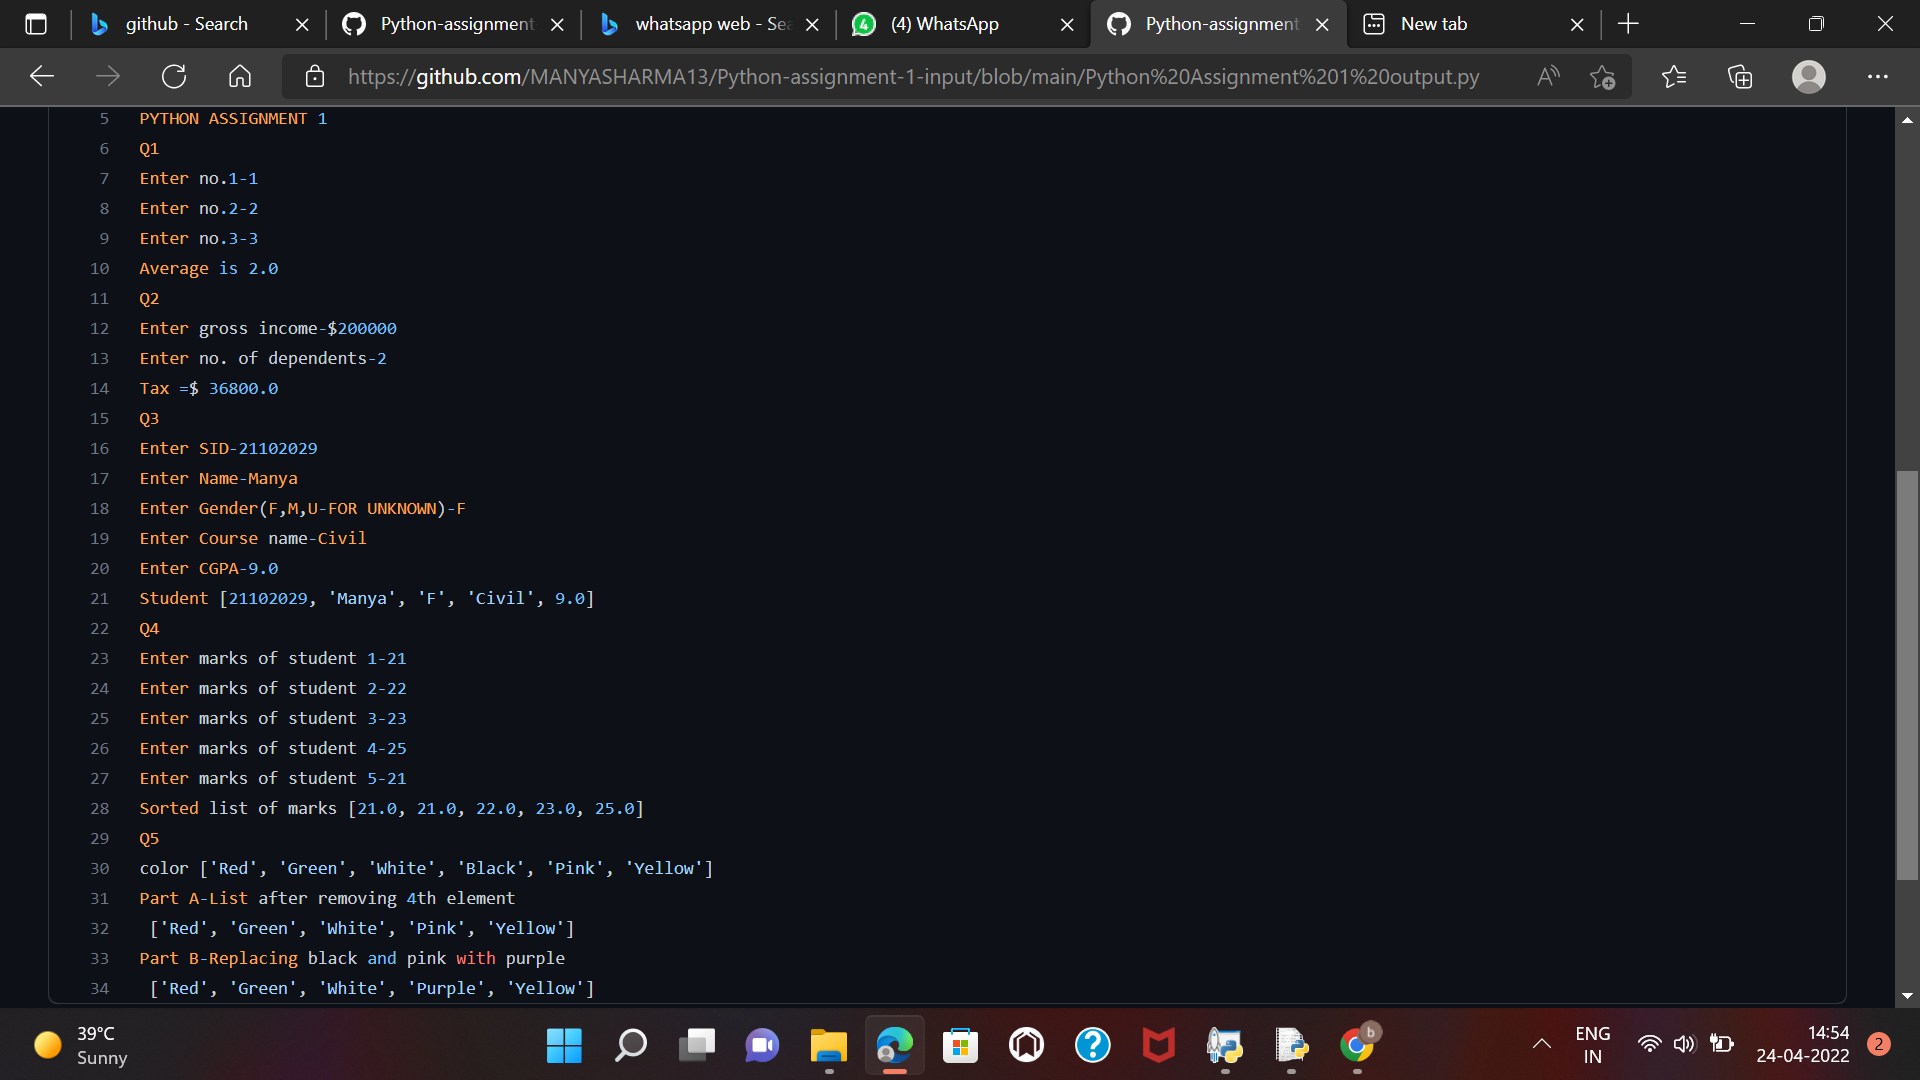 github - Search
Python-assignment
whatsapp web - Sea
(4) WhatsApp
Python-assignment
New tab
https://github.com/MANYASHARMA13/Python-assignment-1-input/blob/main/Python%20Assignment%201%20output.py
5 PYTHON ASSIGNMENT 1
6 Q1
7 Enter no.1-1
8 Enter no.2-2
9 Enter no.3-3
10 Average is 2.0
11 Q2
12 Enter gross income-$200000
13 Enter no. of dependents-2
14 Tax =$ 36800.0
15 Q3
16 Enter SID-21102029
17 Enter Name-Manya
18 Enter Gender(F,M,U-FOR UNKNOWN)-F
19 Enter Course name-Civil
20 Enter CGPA-9.0
21 Student [21102029, 'Manya', 'F', 'Civil', 9.0]
22 Q4
23 Enter marks of student 1-21
24 Enter marks of student 2-22
25 Enter marks of student 3-23
26 Enter marks of student 4-25
27 Enter marks of student 5-21
28 Sorted list of marks [21.0, 21.0, 22.0, 23.0, 25.0]
29 Q5
30 color ['Red', 'Green', 'White', 'Black', 'Pink', 'Yellow']
31 Part A-List after removing 4th element
32 ['Red', 'Green', 'White', 'Pink', 'Yellow']
33 Part B-Replacing black and pink with purple
34 ['Red', 'Green', 'White', 'Purple', 'Yellow']
39°C
Sunny
ENG
IN
14:54
24-04-2022
2